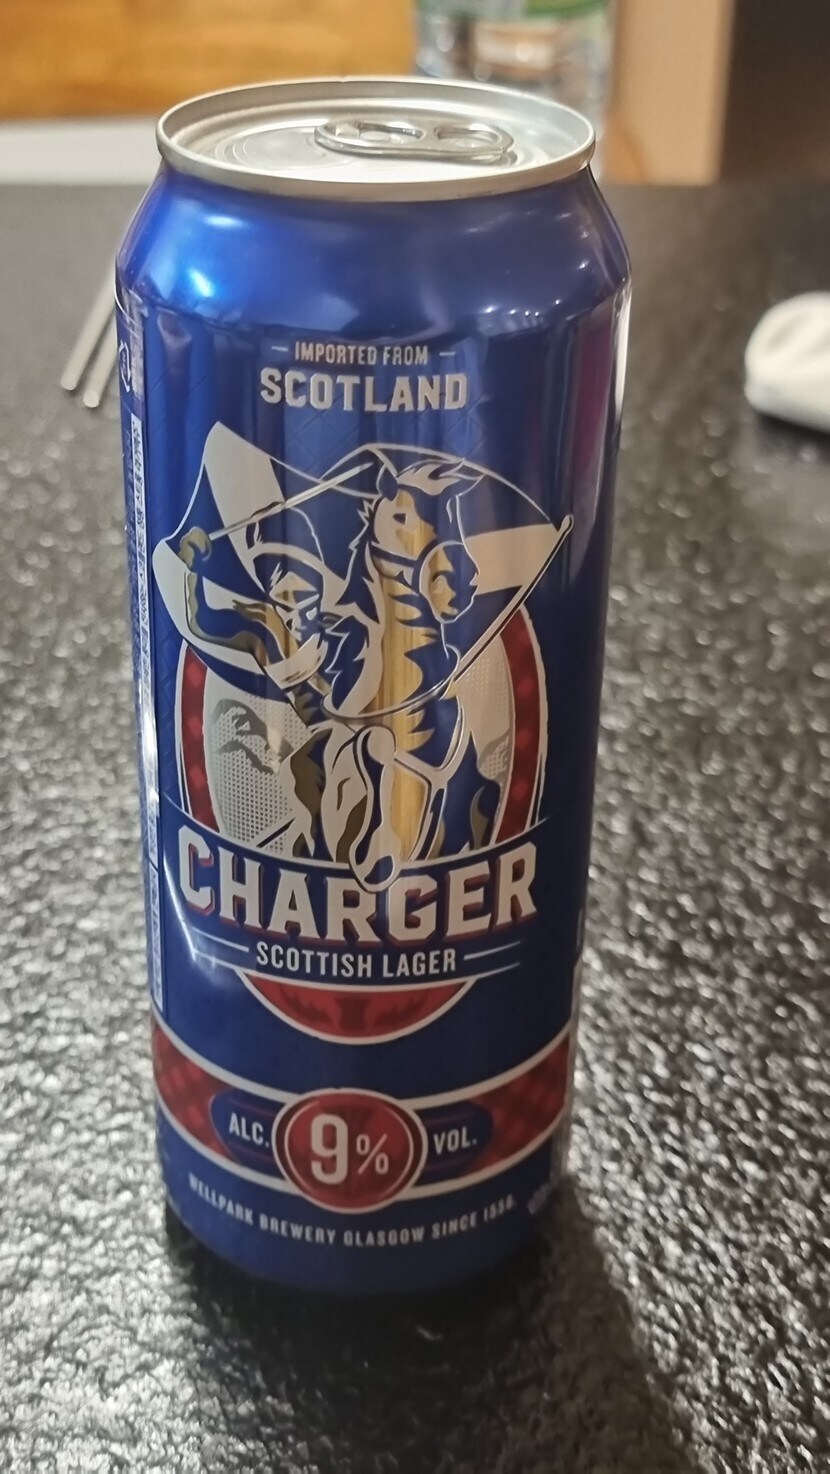 IMPORTED FROM
SCOTLAND
CHARGER
SCOTTISH LAGER
ALC. 9% VOL.
WELLPARK BREWERY GLASGOW SINCE 1556